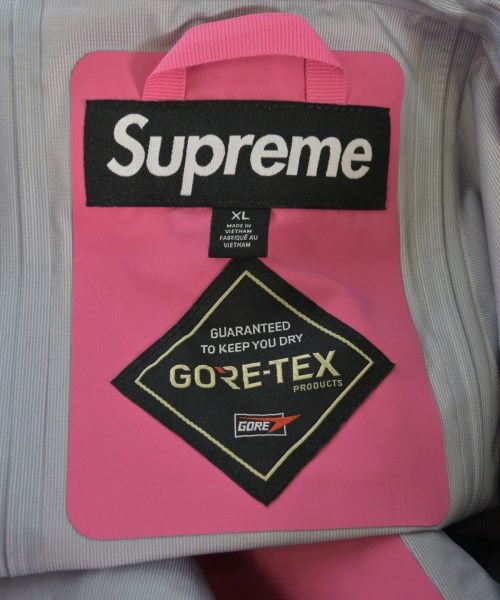 Supreme
XL
MADE IN
VIETNAM
FABRIQUÉ AU
VIETNAM
GUARANTEED
TO KEEP YOU DRY
GORE-TEX
PRODUCTS
GORE